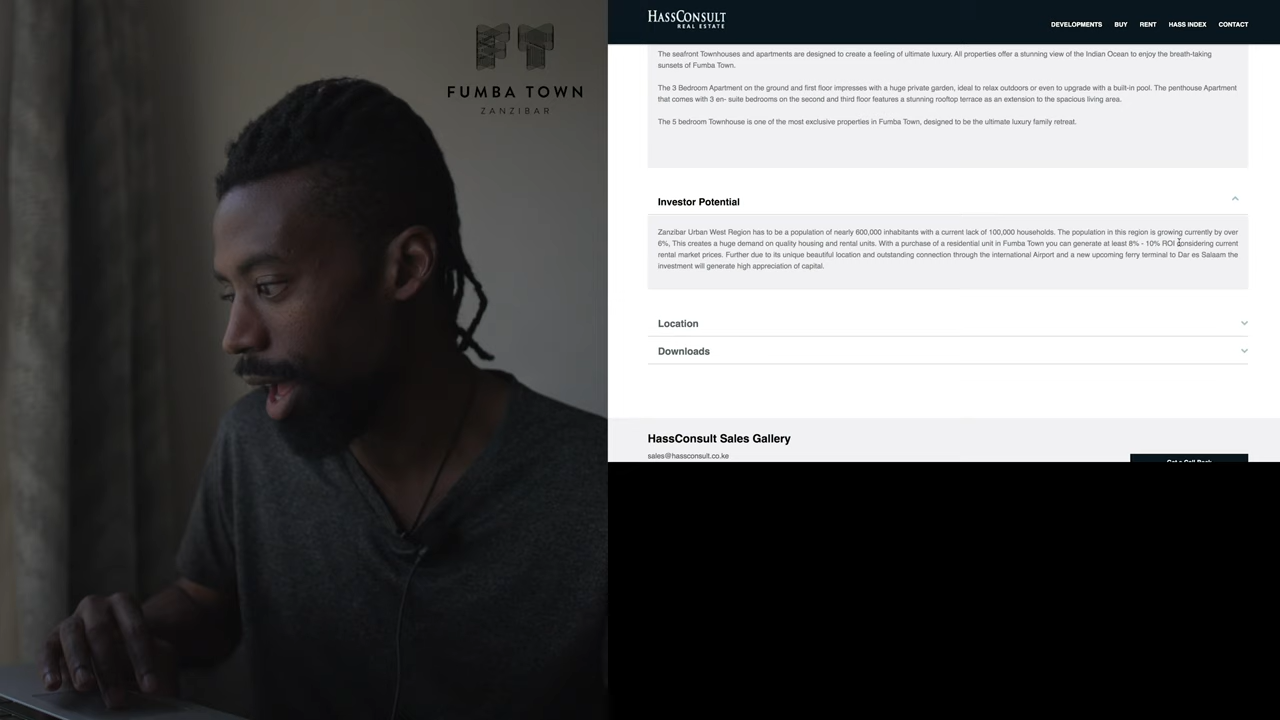 FT
FUMBA TOWN
ZANZIBAR
HASSCONSULT
REAL ESTATE
DEVELOPMENTS BUY RENT HASS INDEX CONTACT
The seafront Townhouses and apartments are designed to create a feeling of ultimate luxury. All properties offer a stunning view of the Indian Ocean to enjoy the breath-taking
sunsets of Fumba Town.
The 3 Bedroom Apartment on the ground and first floor impresses with a huge private garden, ideal to relax outdoors or even to upgrade with a built-in pool. The penthouse Apartment
that comes with 3 en- suite bedrooms on the second and third floor features a stunning rooftop terrace as an extension to the spacious living area.
The 5 bedroom Townhouse is one of the most exclusive properties in Fumba Town, designed to be the ultimate luxury family retreat.
Investor Potential
Zanzibar Urban West Region has to be a population of nearly 600,000 inhabitants with a current lack of 100,000 households. The population in this region is growing currently by over
6%, This creates a huge demand on quality housing and rental units. With a purchase of a residential unit in Fumba Town you can generate at least 8% - 10% ROI considering current
rental market prices. Further due to its unique beautiful location and outstanding connection through the international Airport and a new upcoming ferry terminal to Dar es Salaam the
investment will generate high appreciation of capital.
Location
Downloads
HassConsult Sales Gallery
sales@hassconsult.co.ke
Get a Call Back